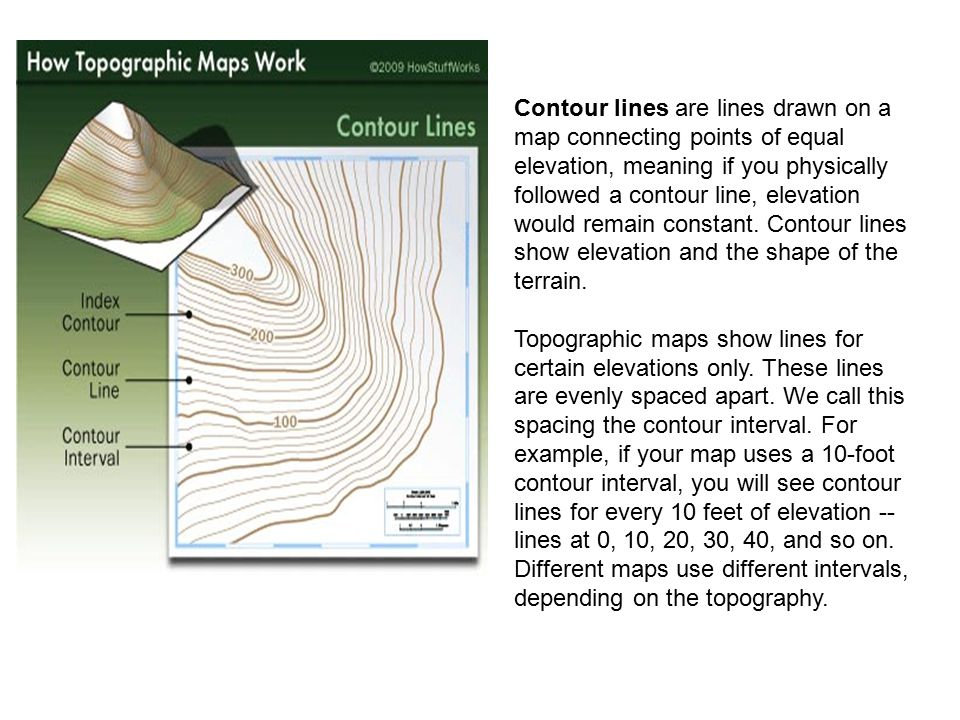 How Topographic Maps Work
©2009 HowStuffWorks
Contour Lines
300
Index
Contour
200
Contour
Line
100
Contour
Interval
Contour lines are lines drawn on a
map connecting points of equal
elevation, meaning if you physically
followed a contour line, elevation
would remain constant. Contour lines
show elevation and the shape of the
terrain.
Topographic maps show lines for
certain elevations only. These lines
are evenly spaced apart. We call this
spacing the contour interval. For
example, if your map uses a 10-foot
contour interval, you will see contour
lines for every 10 feet of elevation --
lines at 0, 10, 20, 30, 40, and so on.
Different maps use different intervals,
depending on the topography.